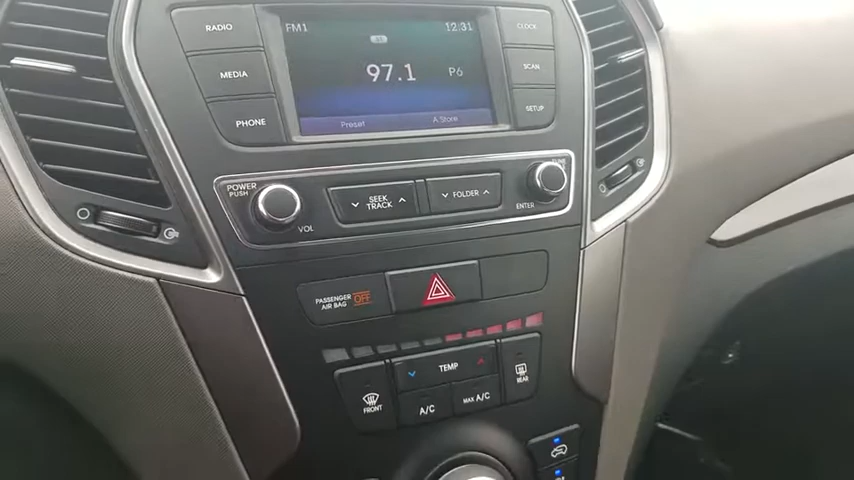 RADIO
MEDIA
PHONE
FM1
12:31
97.1
P6
Preset
A.Store
CLOCK
SCAN
SETUP
POWER
PUSH
VOL
SEEK
TRACK
FOLDER
TUNE
ENTER
PASSENGER
AIR BAG
OFF
TEMP
FRONT
A/C
MAX A/C
REAR